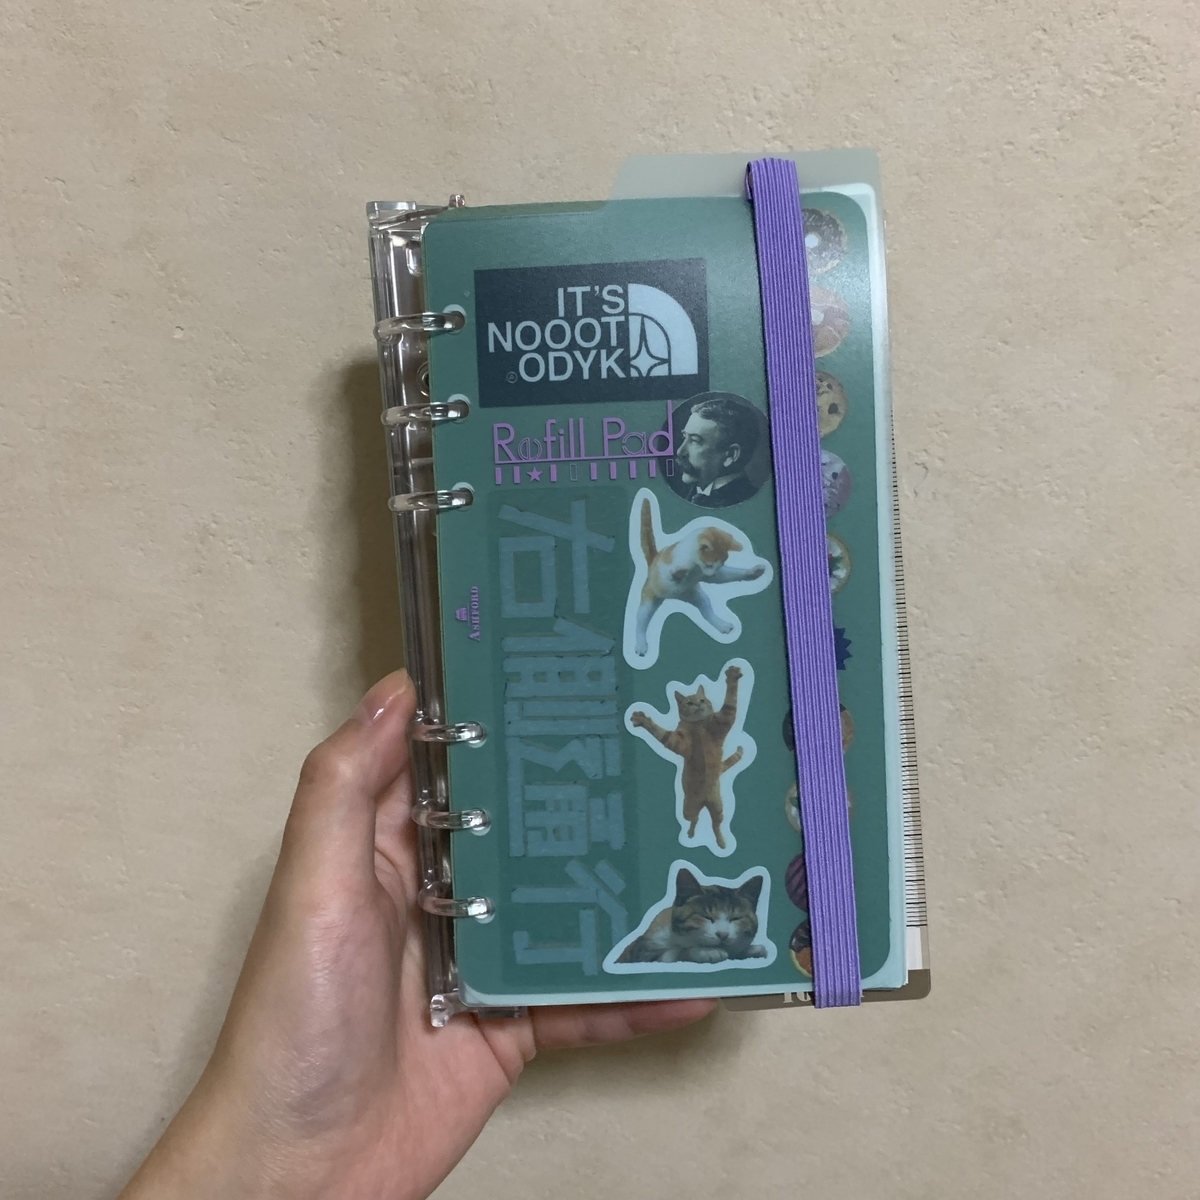 IT'S
NOOOT
ODYK
Refill Pad
右側通行
ASHFORD